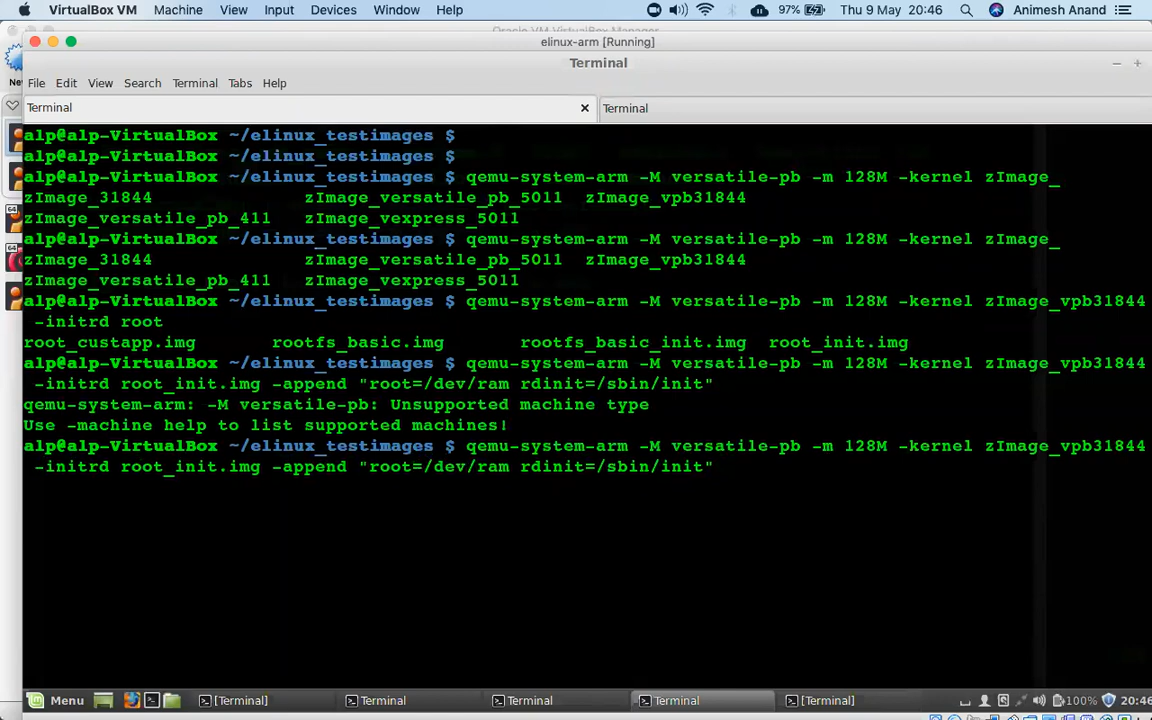 VirtualBox VM Machine View Input Devices Window Help 97% Thu 9 May 20:46 Animesh Anand
Oracle VM VirtualBox Manager
elinux-arm [Running]
Terminal
File Edit View Search Terminal Tabs Help
Terminal × Terminal
alp@alp-VirtualBox ~/elinux_testimages $
alp@alp-VirtualBox ~/elinux_testimages $
alp@alp-VirtualBox ~/elinux_testimages $ qemu-system-arm -M versatile-pb -m 128M -kernel zImage_
zImage_31844 zImage_versatile_pb_5011 zImage_vpb31844
zImage_versatile_pb_411 zImage_vexpress_5011
alp@alp-VirtualBox ~/elinux_testimages $ qemu-system-arm -M versatile-pb -m 128M -kernel zImage_
zImage_31844 zImage_versatile_pb_5011 zImage_vpb31844
zImage_versatile_pb_411 zImage_vexpress_5011
alp@alp-VirtualBox ~/elinux_testimages $ qemu-system-arm -M versatile-pb -m 128M -kernel zImage_vpb31844
-initrd root
root_custapp.img rootfs_basic.img rootfs_basic_init.img root_init.img
alp@alp-VirtualBox ~/elinux_testimages $ qemu-system-arm -M versatile-pb -m 128M -kernel zImage_vpb31844
-initrd root_init.img -append "root=/dev/ram rdinit=/sbin/init"
qemu-system-arm: -M versatile-pb: Unsupported machine type
Use -machine help to list supported machines!
alp@alp-VirtualBox ~/elinux_testimages $ qemu-system-arm -M versatile-pb -m 128M -kernel zImage_vpb31844
-initrd root_init.img -append "root=/dev/ram rdinit=/sbin/init"
Menu [Terminal] Terminal Terminal Terminal [Terminal] 100% 20:46